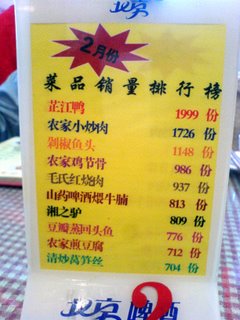 2月份
菜品销量排行榜
芷江鸭 1999 份
农家小炒肉 1726 份
剁椒鱼头 1148 份
农家鸡节骨 986 份
毛氏红烧肉 937 份
山药啤酒煨牛腩 813 份
湘之驴 809 份
豆瓣蒸回头鱼 776 份
农家煎豆腐 712 份
清炒莴笋丝 704 份
啤酒